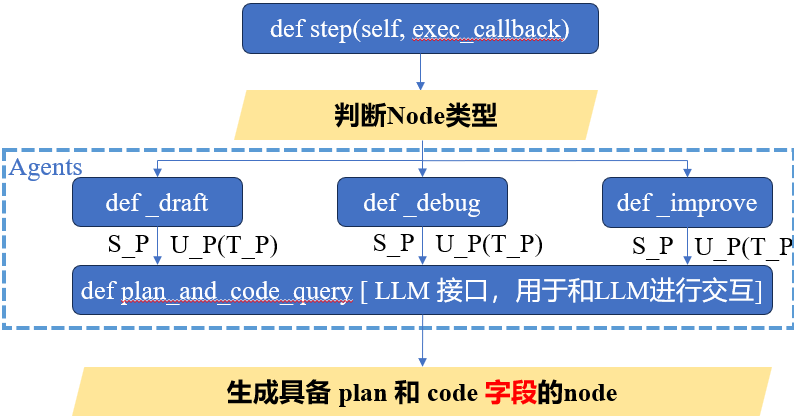 def step(self, exec_callback)
判断Node类型
Agents
def _draft
def _debug
def _improve
S_P U_P(T_P)
S_P U_P(T_P)
S_P U_P(T_P
def plan_and_code_query [ LLM 接口，用于和LLM进行交互]
生成具备 plan 和 code 字段的node